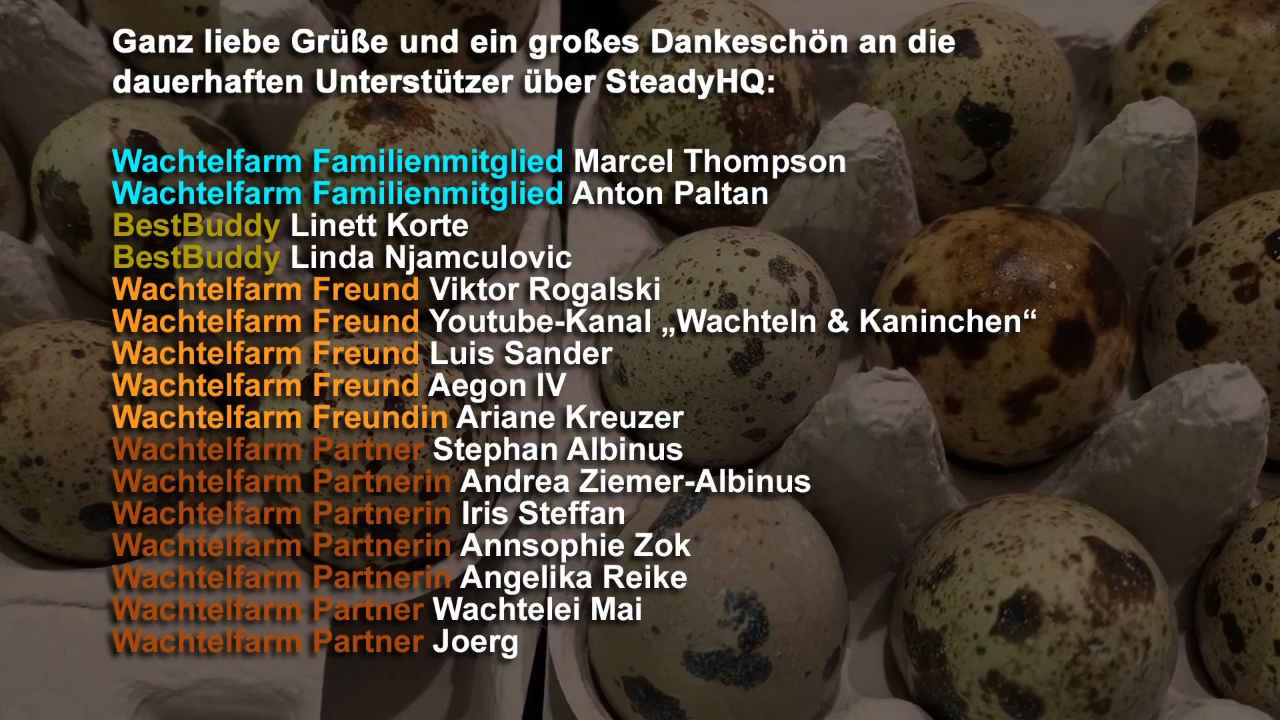 Ganz liebe Grüße und ein großes Dankeschön an die
dauerhaften Unterstützer über SteadyHQ:
Wachtelfarm Familienmitglied Marcel Thompson
Wachtelfarm Familienmitglied Anton Paltan
BestBuddy Linett Korte
BestBuddy Linda Njamculovic
Wachtelfarm Freund Viktor Rogalski
Wachtelfarm Freund Youtube-Kanal „Wachteln & Kaninchen“
Wachtelfarm Freund Luis Sander
Wachtelfarm Freund Aegon IV
Wachtelfarm Freundin Ariane Kreuzer
Wachtelfarm Partner Stephan Albinus
Wachtelfarm Partnerin Andrea Ziemer-Albinus
Wachtelfarm Partnerin Iris Steffan
Wachtelfarm Partnerin Annsophie Zok
Wachtelfarm Partnerin Angelika Reike
Wachtelfarm Partner Wachtelei Mai
Wachtelfarm Partner Joerg